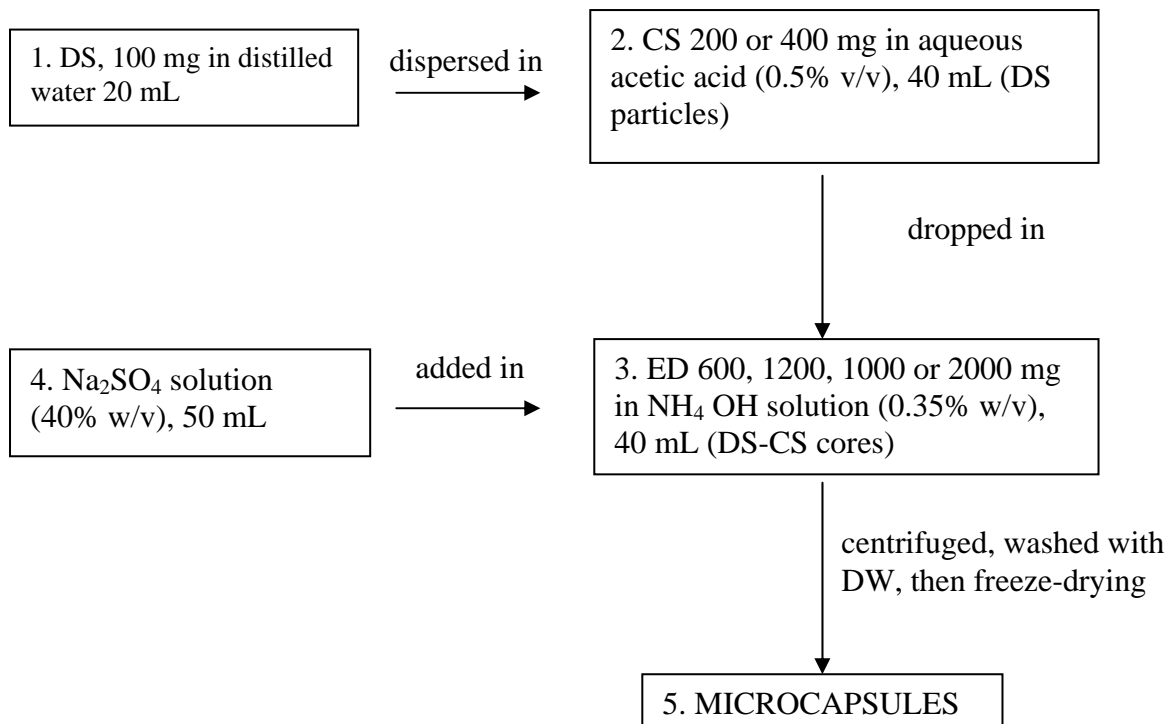 1. DS, 100 mg in distilled
water 20 mL
dispersed in
2. CS 200 or 400 mg in aqueous
acetic acid (0.5% v/v), 40 mL (DS
particles)
dropped in
4. Na₂SO₄ solution
(40% w/v), 50 mL
added in
3. ED 600, 1200, 1000 or 2000 mg
in NH₄ OH solution (0.35% w/v),
40 mL (DS-CS cores)
centrifuged, washed with
DW, then freeze-drying
5. MICROCAPSULES